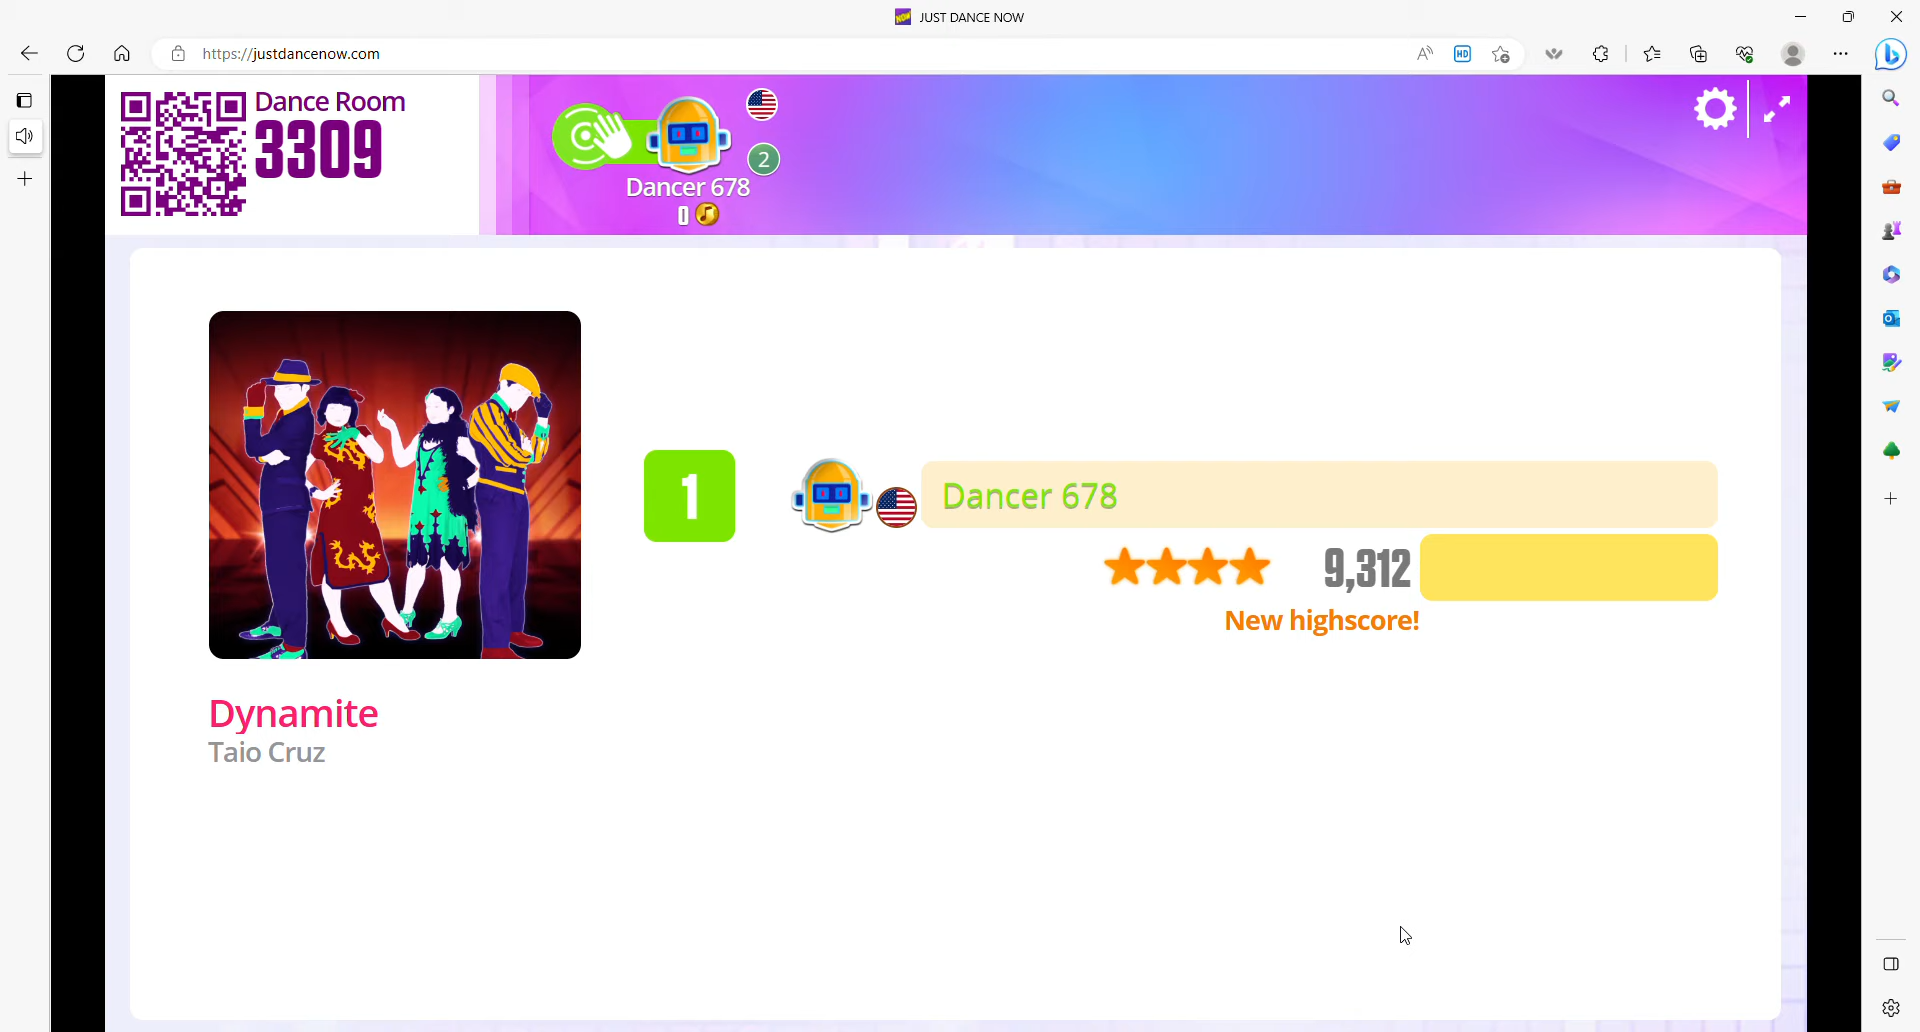 JUST DANCE NOW
https://justdancenow.com
HD
Dance Room
3309
2
Dancer 678
1
Dancer 678
9,312
New highscore!
Dynamite
Taio Cruz